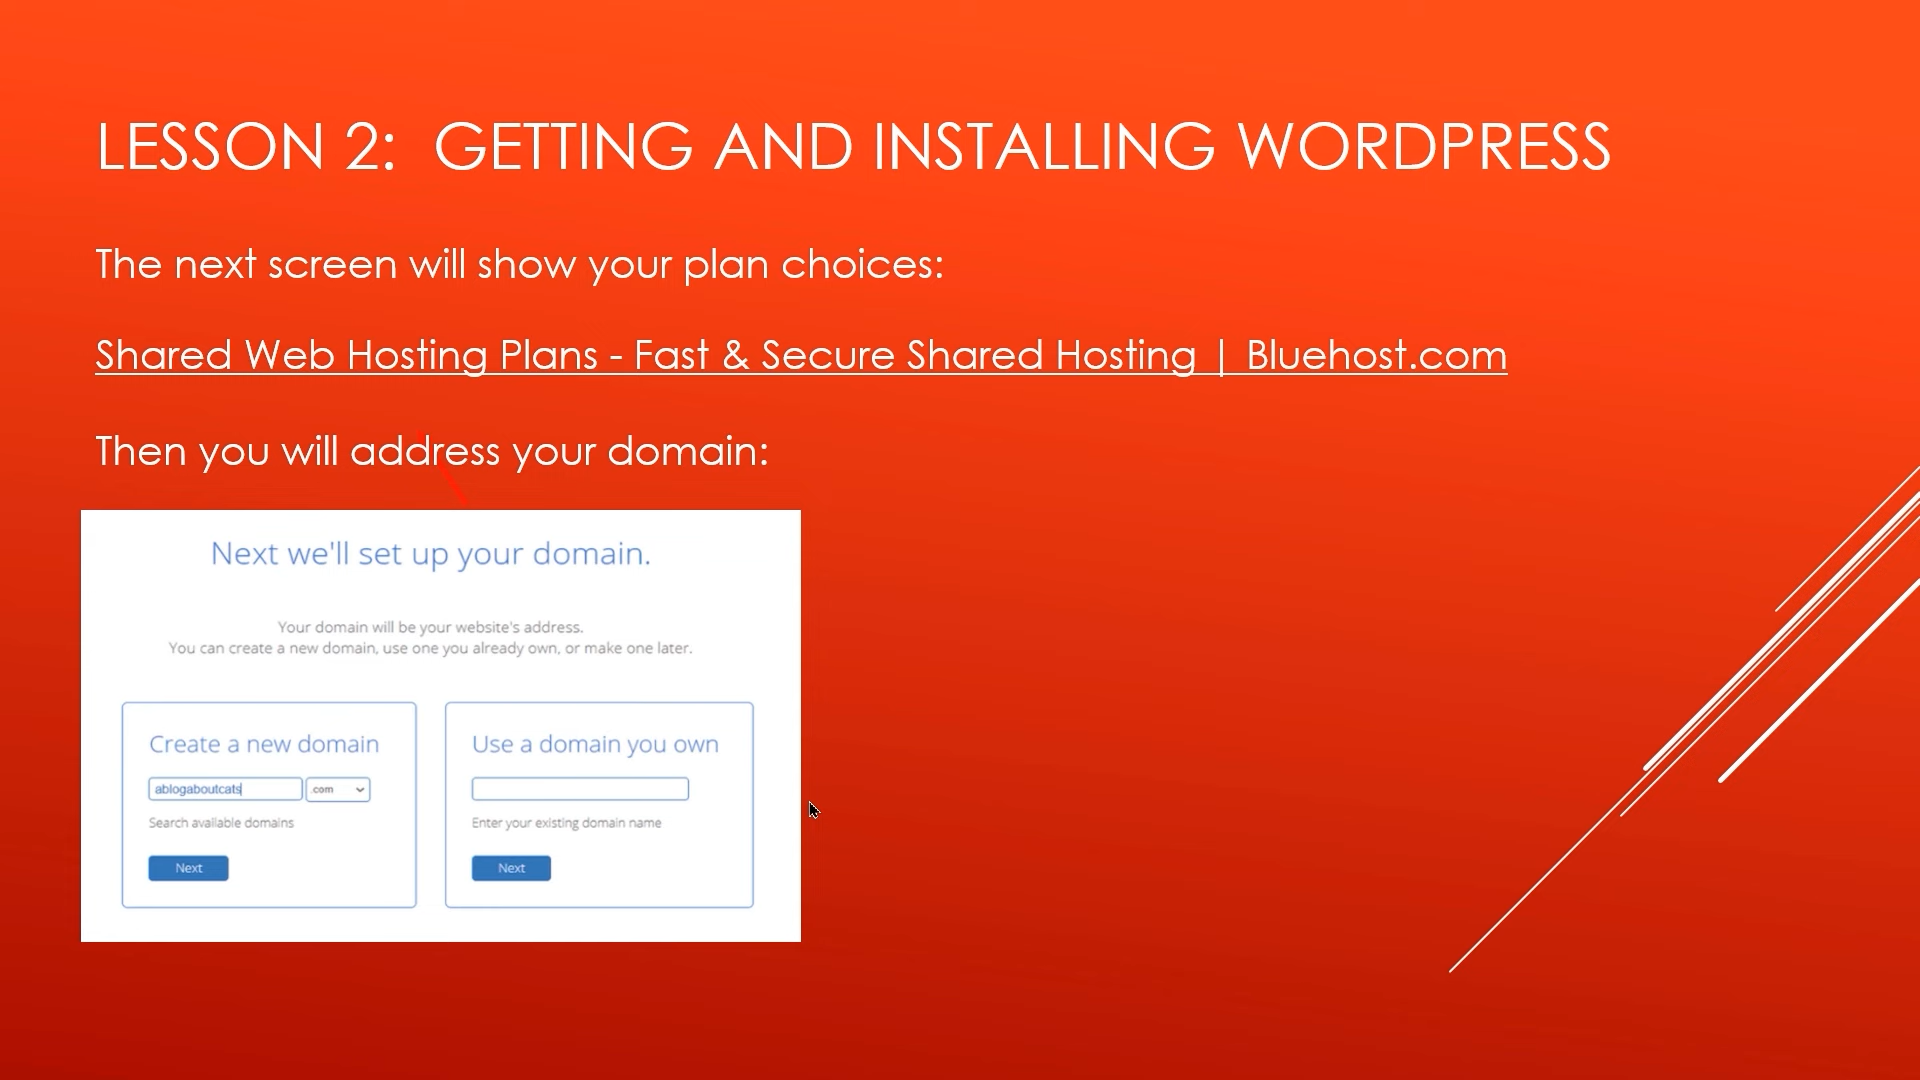 LESSON 2: GETTING AND INSTALLING WORDPRESS
The next screen will show your plan choices:
Shared Web Hosting Plans - Fast & Secure Shared Hosting | Bluehost.com
Then you will address your domain:
Next we'll set up your domain.
Your domain will be your website's address.
You can create a new domain, use one you already own, or make one later.
Create a new domain
ablogaboutcats .com
Search available domains
Next
Use a domain you own
Enter your existing domain name
Next